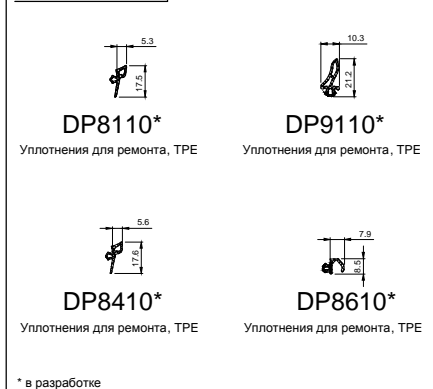 5.3
17.5
DP8110*
Уплотнения для ремонта, TPE
10.3
21.2
DP9110*
Уплотнения для ремонта, TPE
5.6
17.6
DP8410*
Уплотнения для ремонта, TPE
7.9
8.5
DP8610*
Уплотнения для ремонта, TPE
* в разработке